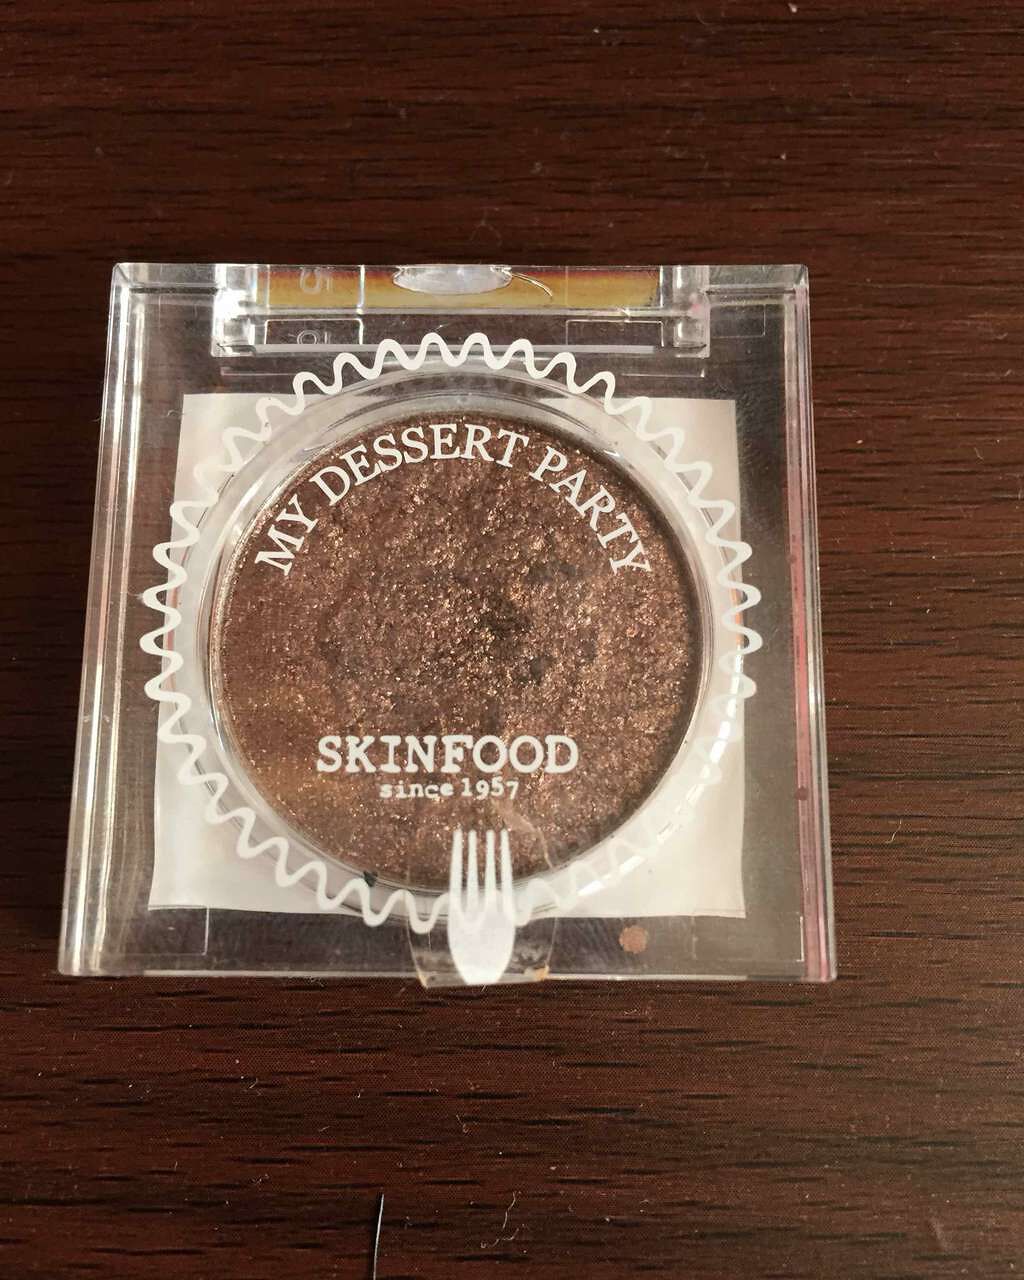 MY DESSERT PARTY
SKINFOOD
since 1957